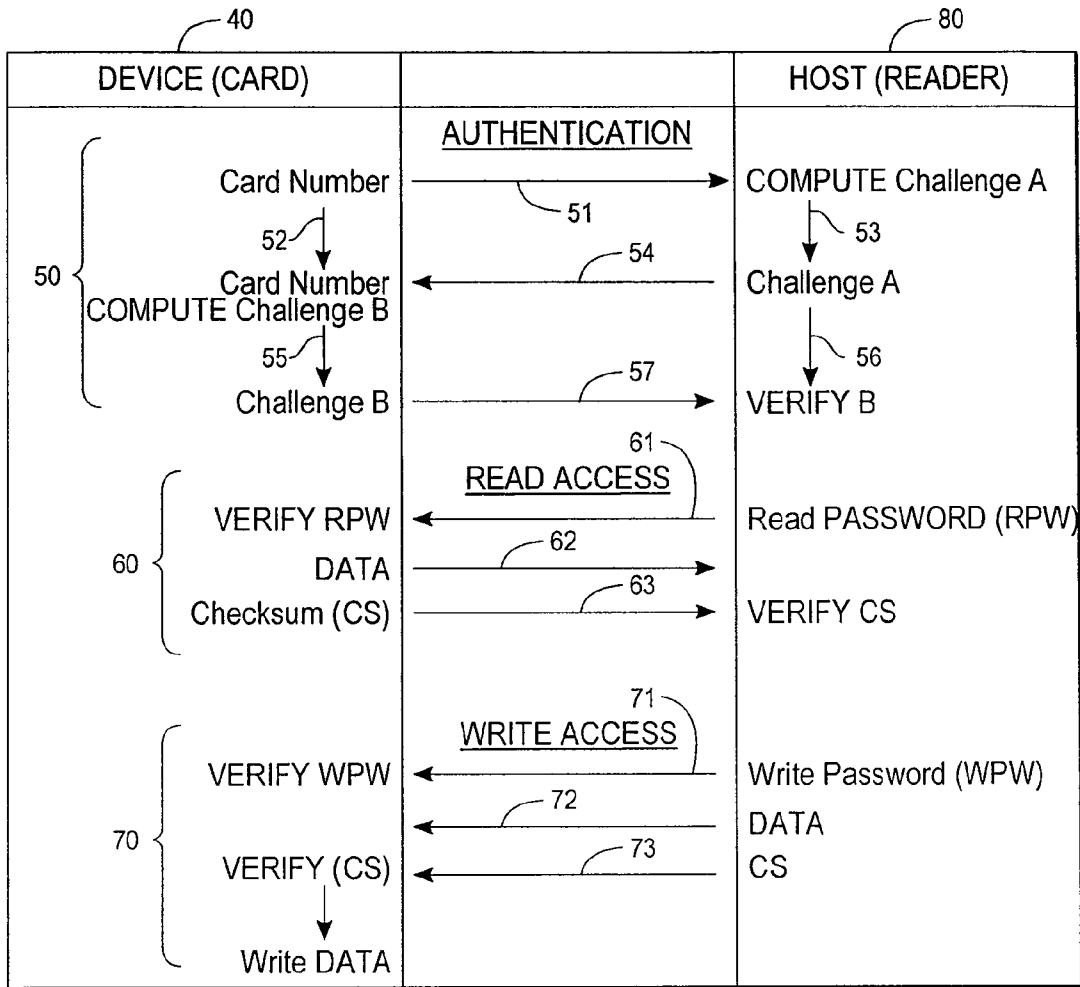 40
80
DEVICE (CARD)
HOST (READER)
AUTHENTICATION
Card Number
COMPUTE Challenge A
51
52
53
54
50
Card Number
Challenge A
COMPUTE Challenge B
55
56
57
Challenge B
VERIFY B
61
READ ACCESS
VERIFY RPW
Read PASSWORD (RPW)
62
60
DATA
63
Checksum (CS)
VERIFY CS
71
WRITE ACCESS
VERIFY WPW
Write Password (WPW)
72
DATA
70
73
VERIFY (CS)
CS
Write DATA